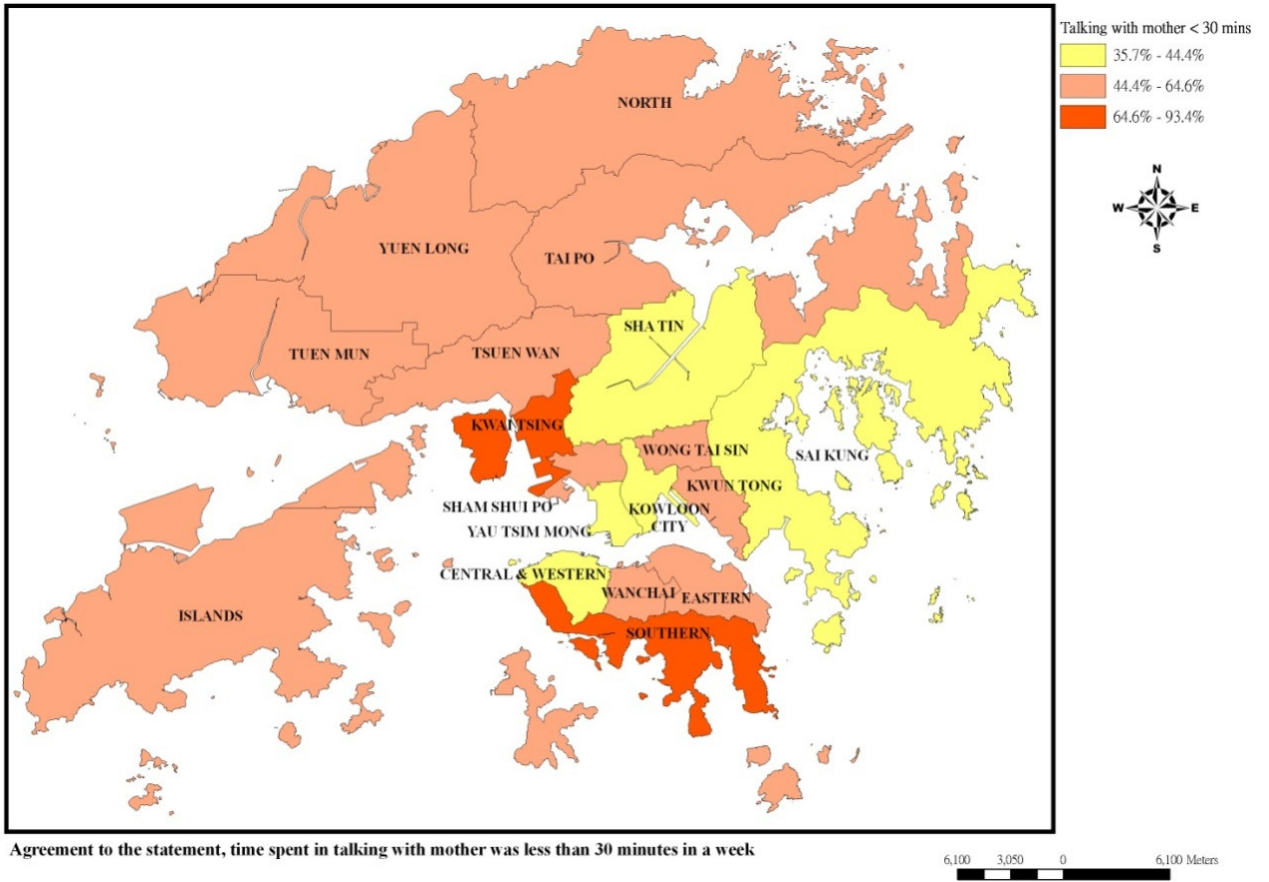 Talking with mother < 30 mins
35.7% - 44.4%
44.4% - 64.6%
64.6% - 93.4%
N
W E
S
NORTH
YUEN LONG
TAI PO
SHA TIN
TUEN MUN
TSUEN WAN
KWAI TSING
WONG TAI SIN
SAI KUNG
KWUN TONG
SHAM SHUI PO
KOWLOON
CITY
YAU TSIM MONG
CENTRAL & WESTERN
WANCHAI
EASTERN
ISLANDS
SOUTHERN
Agreement to the statement, time spent in talking with mother was less than 30 minutes in a week
6,100 3,050 0 6,100 Meters